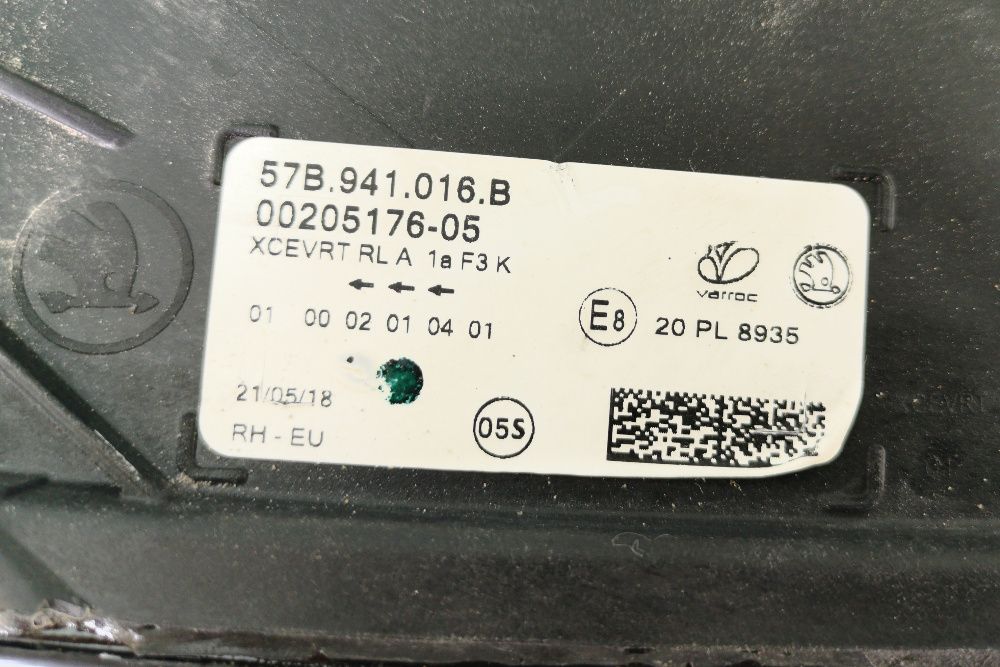 57B.941.016.B
00205176-05
XCEVRT RL A 1a F3 K
01 00 02 01 04 01
E8
20 PL 8935
varroc
21/05/18
RH - EU
05S